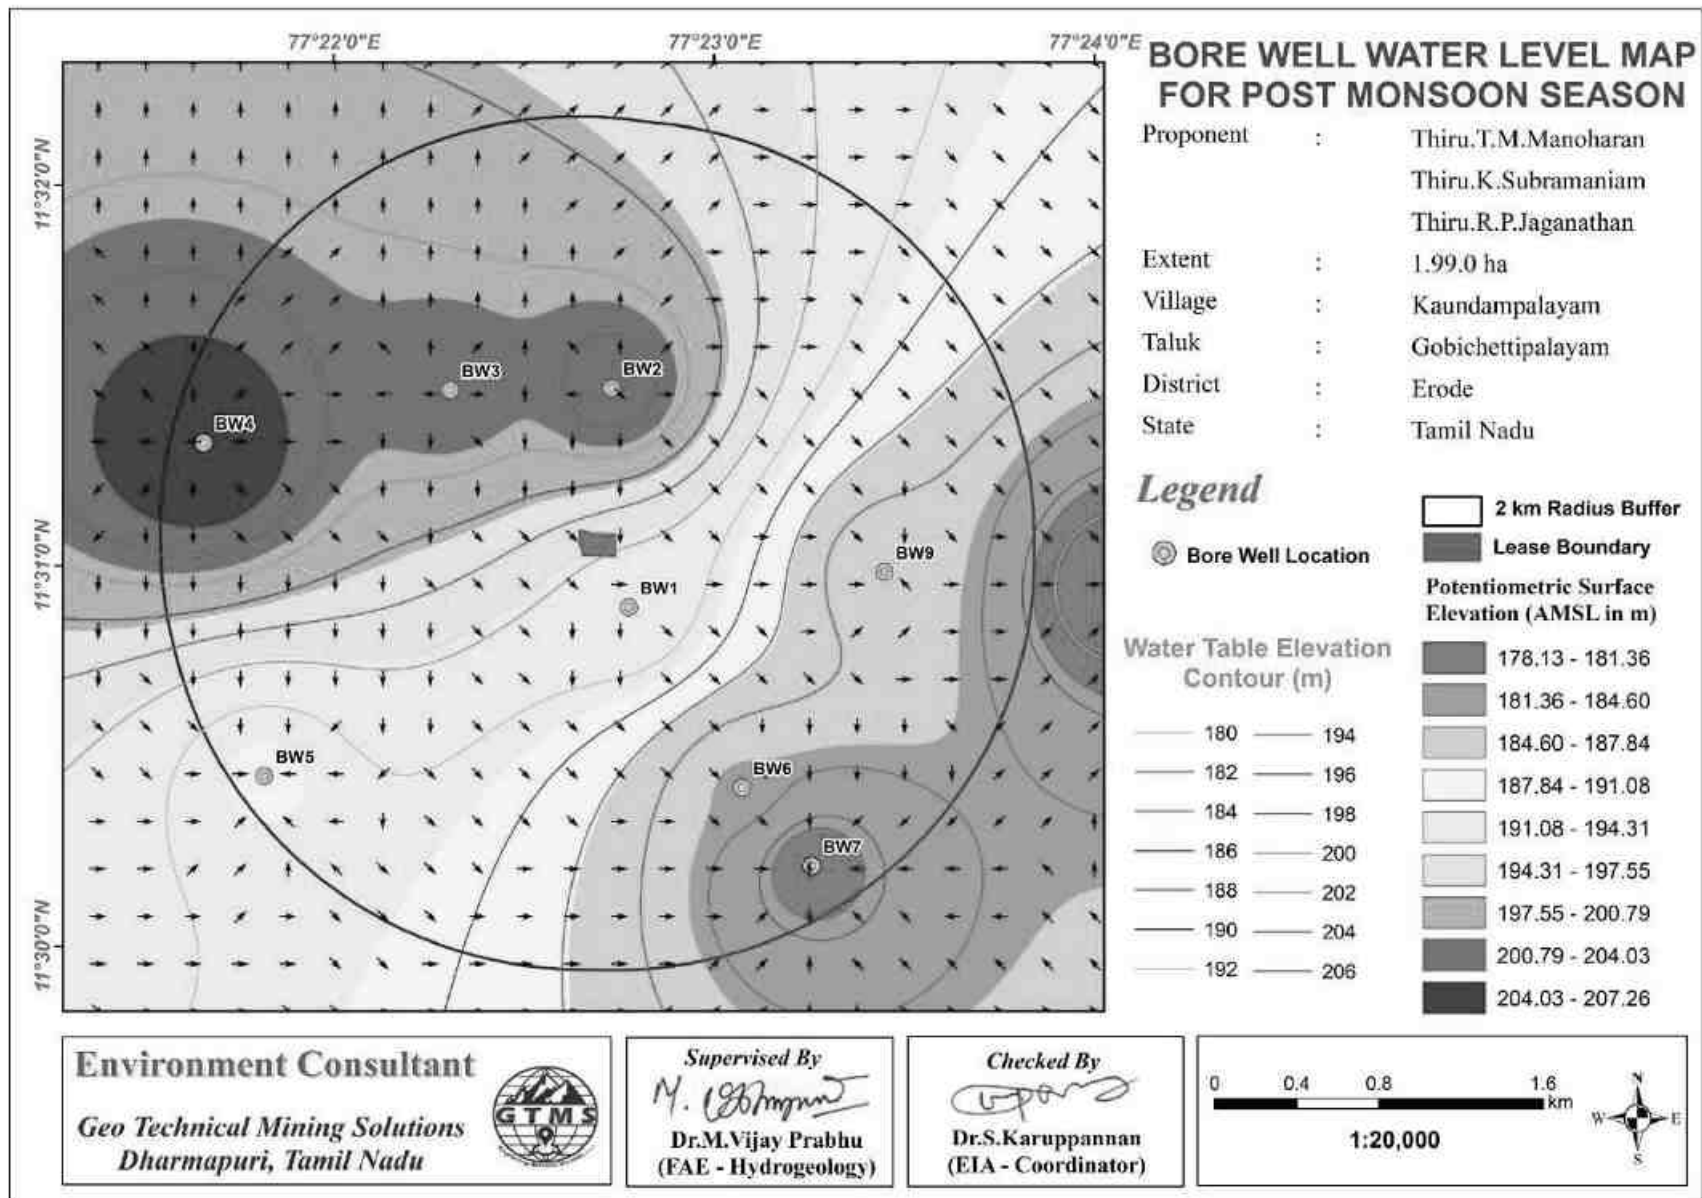 77°22'0"E
77°23'0"E
77°24'0"E
11°32'0"N
11°31'0"N
11°30'0"N
BW3
BW2
BW4
BW9
BW1
BW5
BW6
BW7
BORE WELL WATER LEVEL MAP
FOR POST MONSOON SEASON
Proponent : Thiru.T.M.Manoharan
Thiru.K.Subramaniam
Thiru.R.P.Jaganathan
Extent : 1.99.0 ha
Village : Kaundampalayam
Taluk : Gobichettipalayam
District : Erode
State : Tamil Nadu
Legend
Bore Well Location
2 km Radius Buffer
Lease Boundary
Water Table Elevation
Contour (m)
180 194
182 196
184 198
186 200
188 202
190 204
192 206
Potentiometric Surface
Elevation (AMSL in m)
178.13 - 181.36
181.36 - 184.60
184.60 - 187.84
187.84 - 191.08
191.08 - 194.31
194.31 - 197.55
197.55 - 200.79
200.79 - 204.03
204.03 - 207.26
Environment Consultant
Geo Technical Mining Solutions
Dharmapuri, Tamil Nadu
GTMS
Supervised By
Dr.M.Vijay Prabhu
(FAE - Hydrogeology)
Checked By
Dr.S.Karuppannan
(EIA - Coordinator)
0 0.4 0.8 1.6
km
1:20,000
N
W E
S